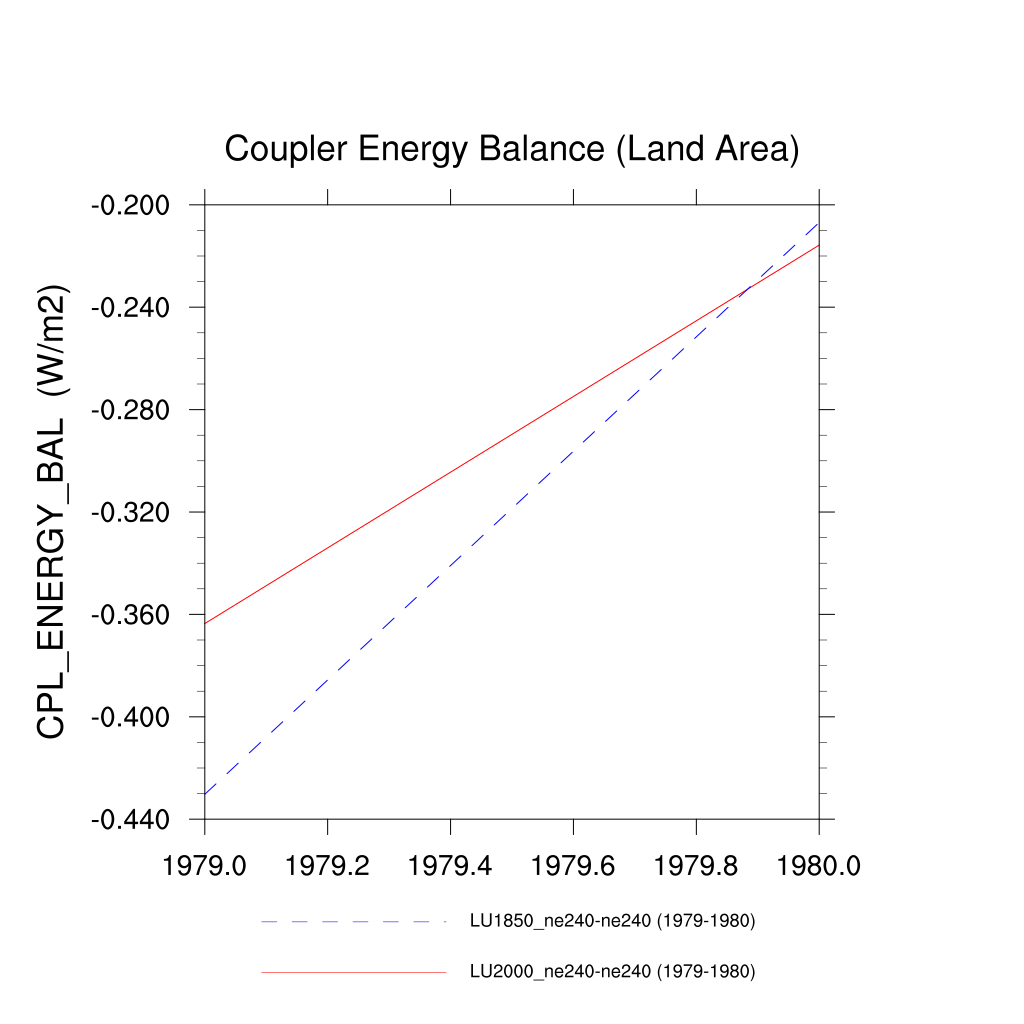 Coupler Energy Balance (Land Area)
CPL_ENERGY_BAL (W/m2)
-0.200
-0.240
-0.280
-0.320
-0.360
-0.400
-0.440
1979.0 1979.2 1979.4 1979.6 1979.8 1980.0
LU1850_ne240-ne240 (1979-1980)
LU2000_ne240-ne240 (1979-1980)